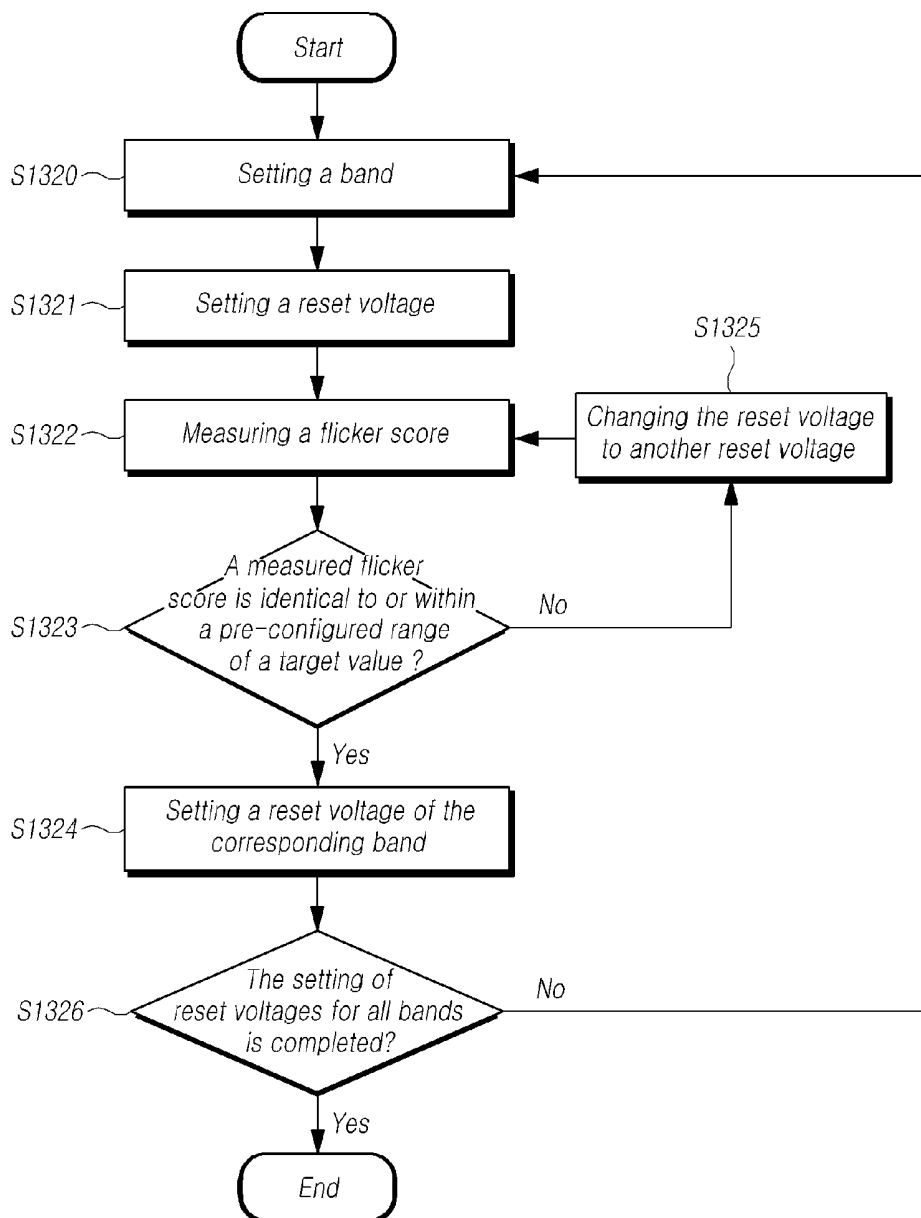 Start
S1320
Setting a band
S1321
Setting a reset voltage
S1325
S1322
Measuring a flicker score
Changing the reset voltage
to another reset voltage
A measured flicker
score is identical to or within
a pre-configured range
of a target value ?
S1323
No
Yes
S1324
Setting a reset voltage of the
corresponding band
The setting of
reset voltages for all bands
is completed?
S1326
No
Yes
End